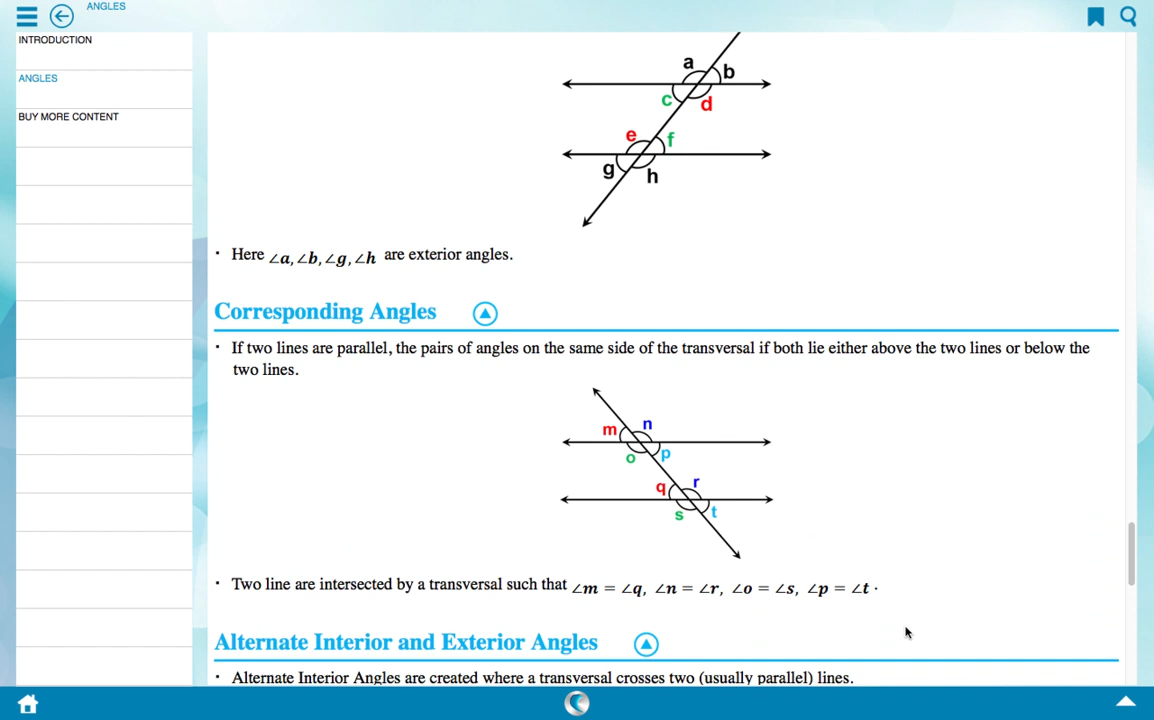 ANGLES
INTRODUCTION
ANGLES
BUY MORE CONTENT
a
b
c
d
e
f
g
h
· Here ∠a, ∠b, ∠g, ∠h are exterior angles.
Corresponding Angles
· If two lines are parallel, the pairs of angles on the same side of the transversal if both lie either above the two lines or below the
two lines.
m
n
o
p
q
r
s
t
· Two line are intersected by a transversal such that ∠m = ∠q, ∠n = ∠r, ∠o = ∠s, ∠p = ∠t .
Alternate Interior and Exterior Angles
· Alternate Interior Angles are created where a transversal crosses two (usually parallel) lines.